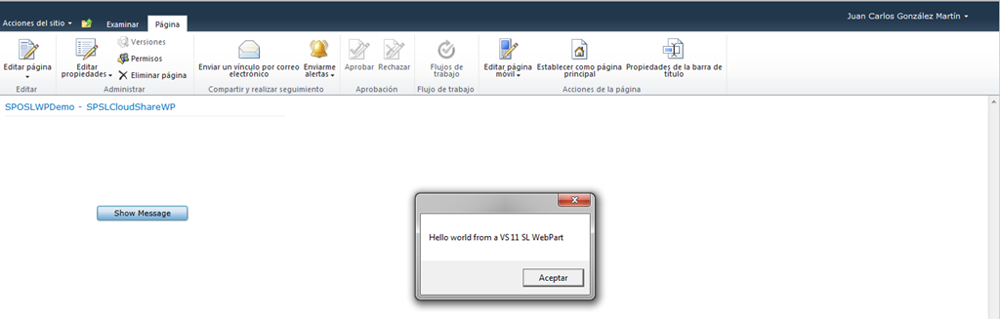 Acciones del sitio
Examinar
Página
Juan Carlos González Martín
Editar página
Editar propiedades
Versiones
Permisos
Eliminar página
Enviar un vínculo por correo electrónico
Enviarme alertas
Aprobar
Rechazar
Flujos de trabajo
Editar página móvil
Establecer como página principal
Propiedades de la barra de título
Editar
Administrar
Compartir y realizar seguimiento
Aprobación
Flujo de trabajo
Acciones de la página
SPOSLWPDemo - SPSLCloudShareWP
Show Message
Hello world from a VS 11 SL WebPart
Aceptar